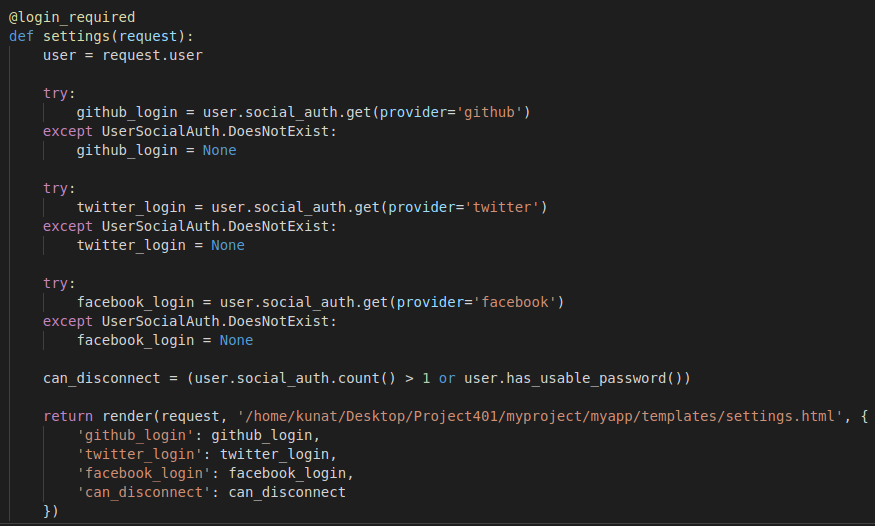 @login_required
def settings(request):
    user = request.user

    try:
        github_login = user.social_auth.get(provider='github')
    except UserSocialAuth.DoesNotExist:
        github_login = None

    try:
        twitter_login = user.social_auth.get(provider='twitter')
    except UserSocialAuth.DoesNotExist:
        twitter_login = None

    try:
        facebook_login = user.social_auth.get(provider='facebook')
    except UserSocialAuth.DoesNotExist:
        facebook_login = None

    can_disconnect = (user.social_auth.count() > 1 or user.has_usable_password())

    return render(request, '/home/kunat/Desktop/Project401/myproject/myapp/templates/settings.html', {
        'github_login': github_login,
        'twitter_login': twitter_login,
        'facebook_login': facebook_login,
        'can_disconnect': can_disconnect
    })